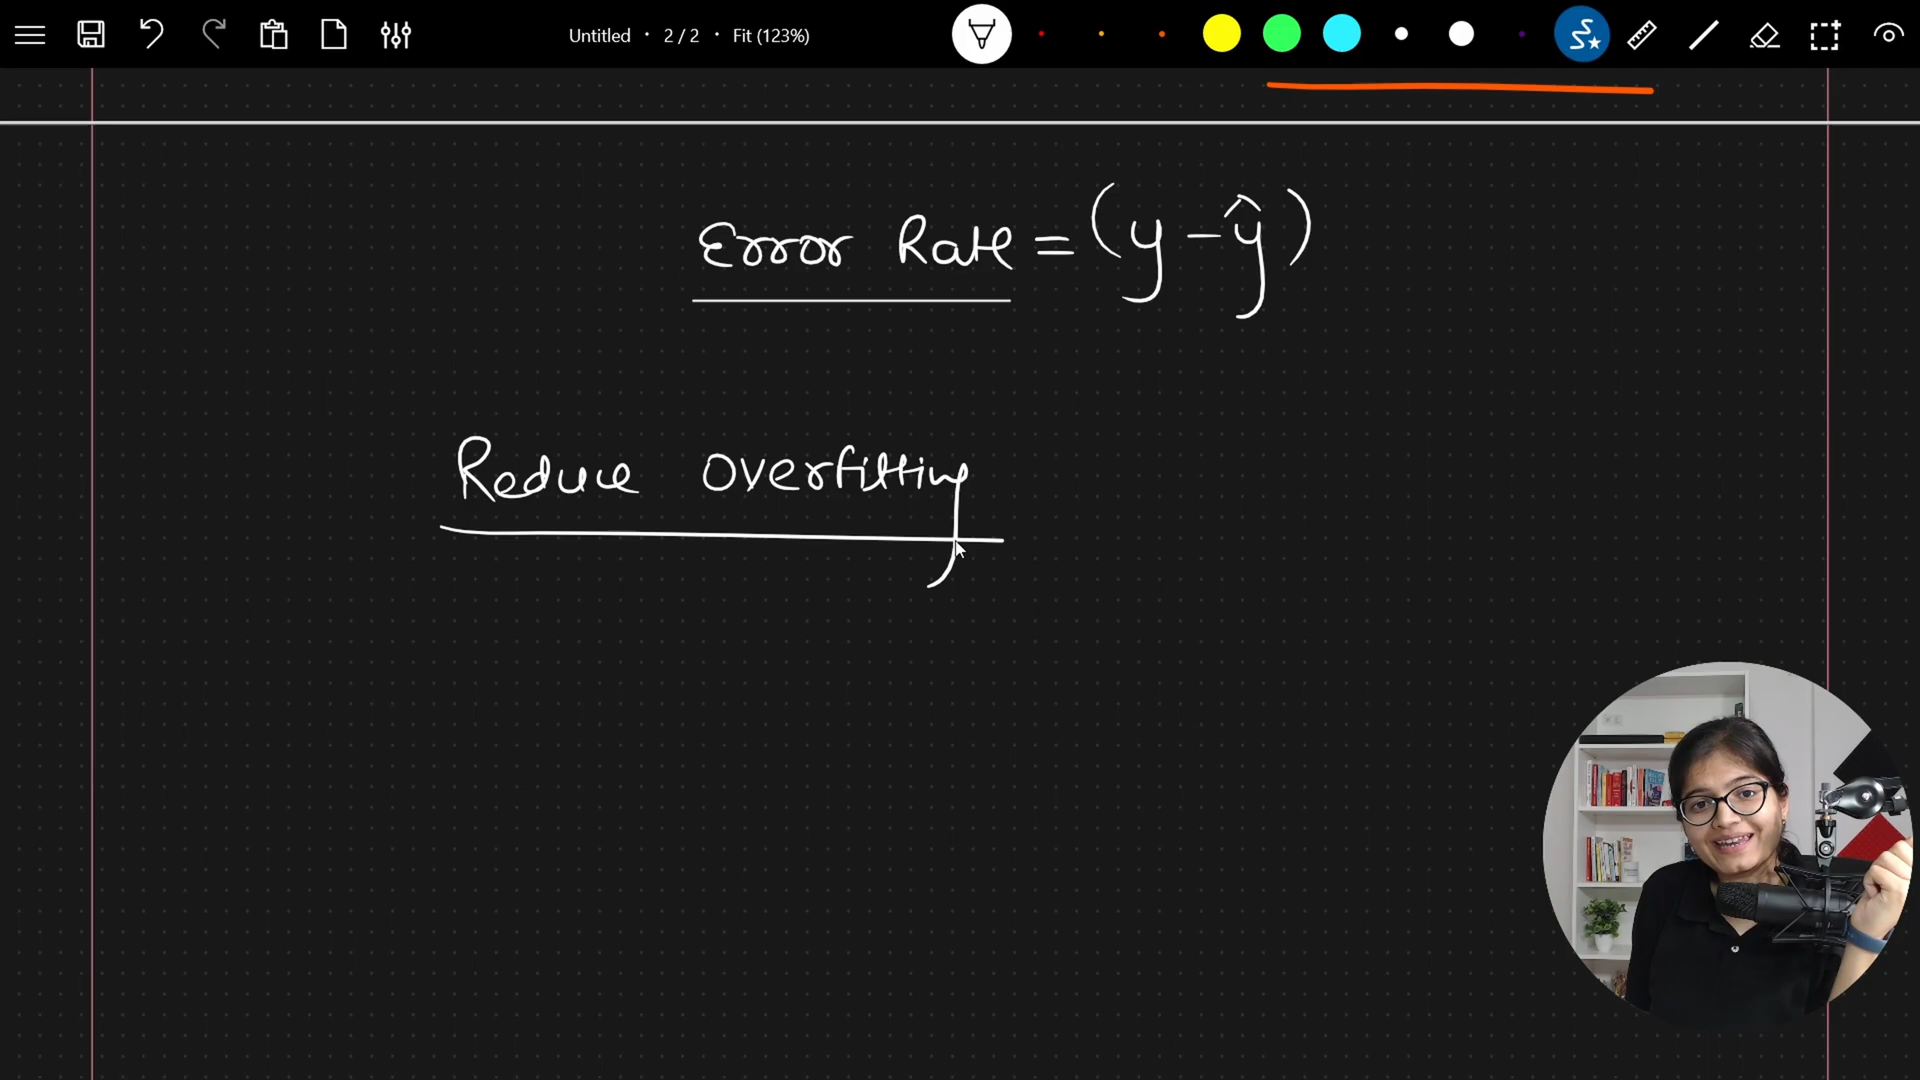 Untitled • 2 / 2 • Fit (123%)
Error Rate = (y - ŷ)
Reduce Overfitting